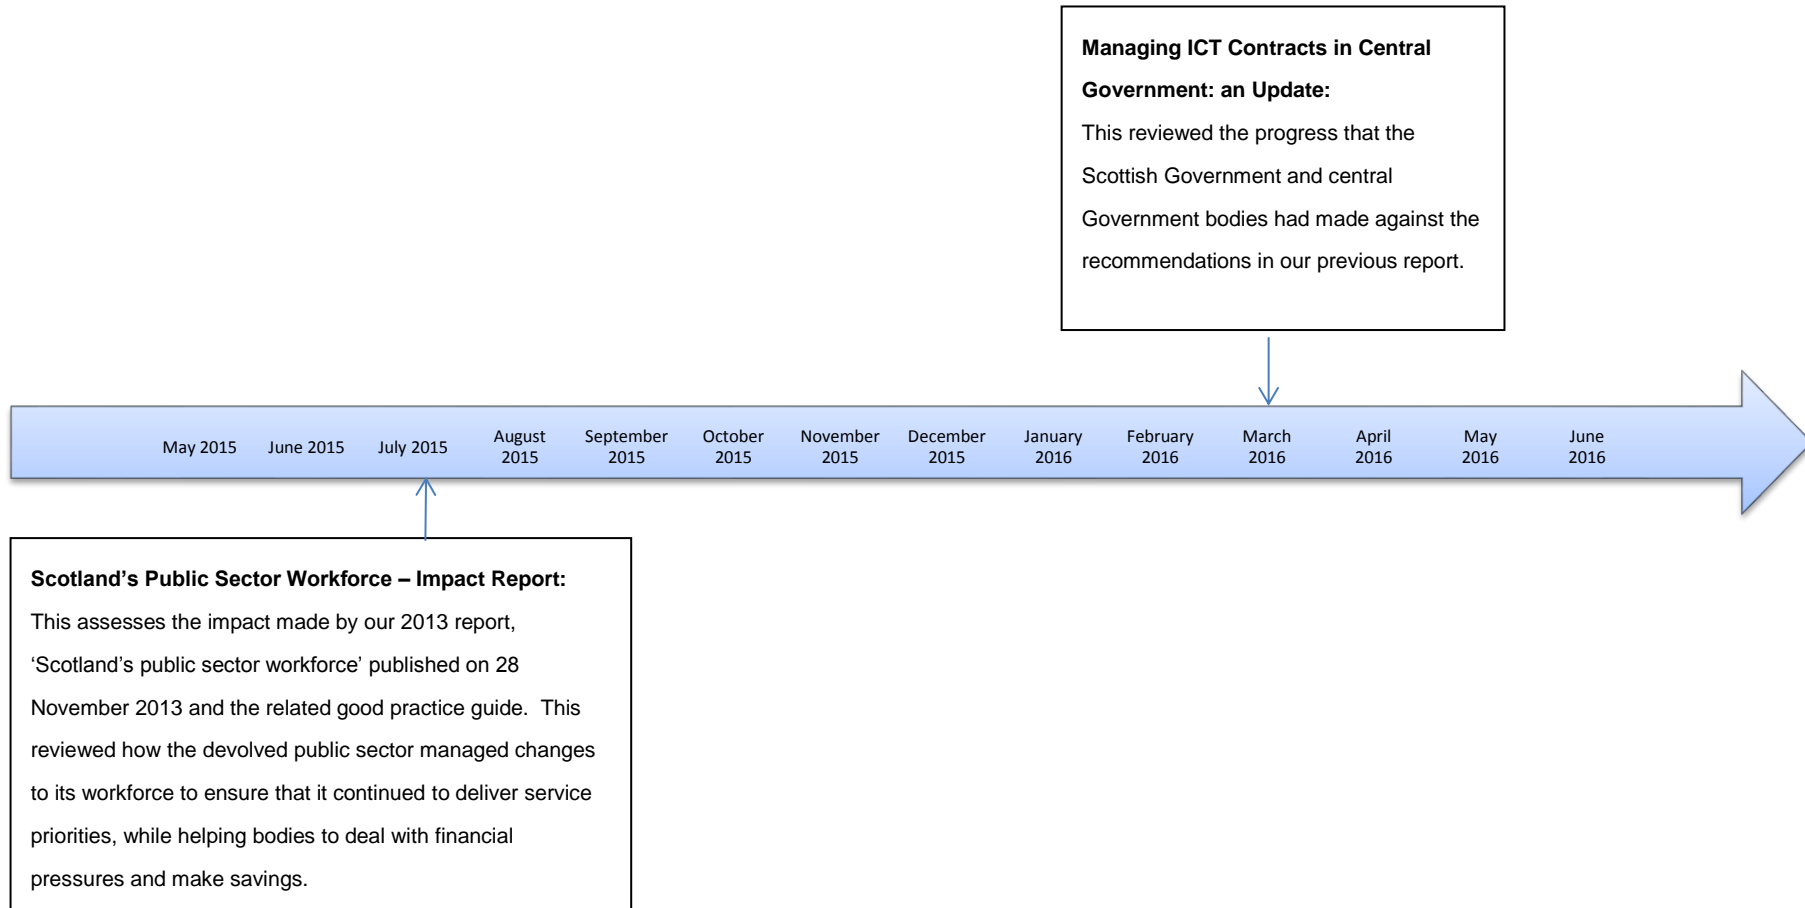 Managing ICT Contracts in Central
Government: an Update:
This reviewed the progress that the
Scottish Government and central
Government bodies had made against the
recommendations in our previous report.
May 2015
June 2015
July 2015
August
2015
September
2015
October
2015
November
2015
December
2015
January
2016
February
2016
March
2016
April
2016
May
2016
June
2016
Scotland’s Public Sector Workforce – Impact Report:
This assesses the impact made by our 2013 report,
‘Scotland’s public sector workforce’ published on 28
November 2013 and the related good practice guide.  This
reviewed how the devolved public sector managed changes
to its workforce to ensure that it continued to deliver service
priorities, while helping bodies to deal with financial
pressures and make savings.